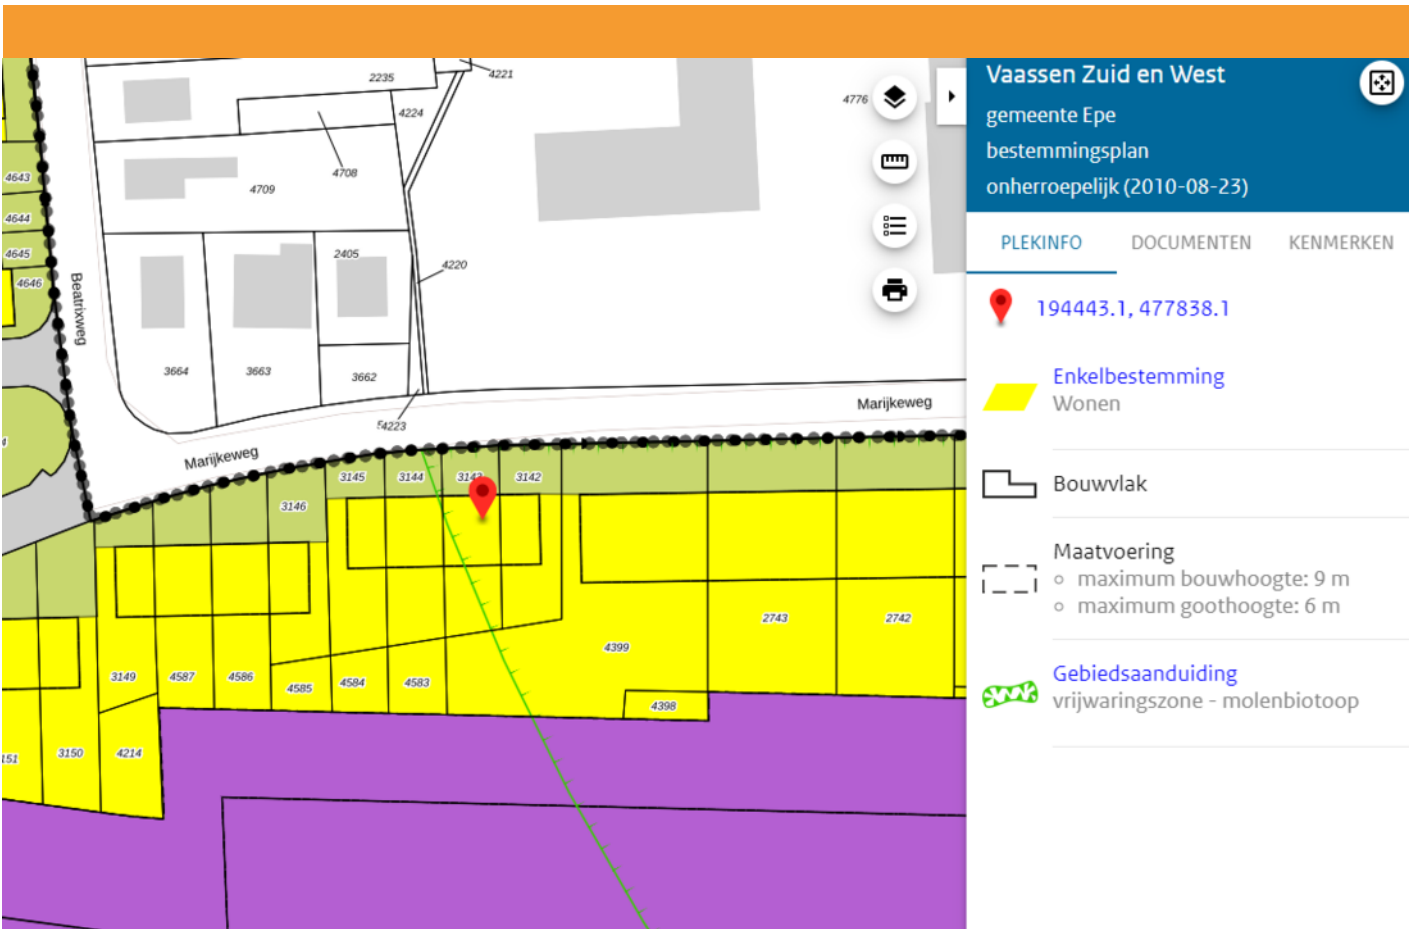 Vaassen Zuid en West
gemeente Epe
bestemmingsplan
onherroepelijk (2010-08-23)
PLEKINFO DOCUMENTEN KENMERKEN
194443.1, 477838.1
Enkelbestemming
Wonen
Bouwvlak
Maatvoering
maximum bouwhoogte: 9 m
maximum goothoogte: 6 m
Gebiedsaanduiding
vrijwaringszone - molenbiotoop
2235
4221
4776
4224
4708
4709
4643
4644
4645
4646
2405
4220
Beatrixweg
3664
3663
3662
4223
Marijkeweg
Marijkeweg
3145
3144
3142
3146
2743
2742
4399
3149
4587
4586
4585
4584
4583
4398
151
3150
4214